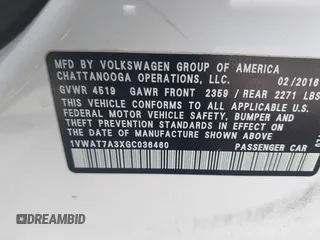 MFD. BY VOLKSWAGEN GROUP OF AMERICA
CHATTANOOGA OPERATIONS, LLC. 02/2016
GVWR 4519 GAWR FRONT 2359 / REAR 2271 LBS
THIS CONFORMS TO ALL APPLICABLE U.S.
FEDERAL MOTOR VEHICLE SAFETY, BUMPER AND
THEFT PREVENTION STANDARDS IN EFFECT ON THE
DATE OF MANUFACTURE SHOWN ABOVE
1VWAT7A3XGC036460 PASSENGER CAR
AUTOBIDMASTER